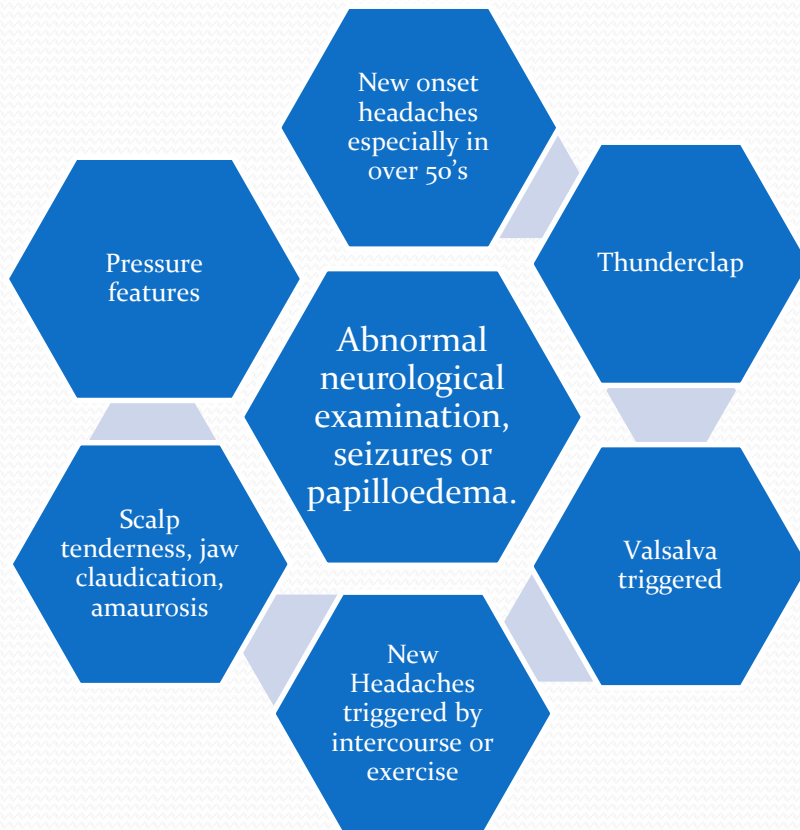 New onset
headaches
especially in
over 50's
Thunderclap
Valsalva
triggered
New
Headaches
triggered by
intercourse or
exercise
Scalp
tenderness, jaw
claudication,
amaurosis
Pressure
features
Abnormal
neurological
examination,
seizures or
papilloedema.